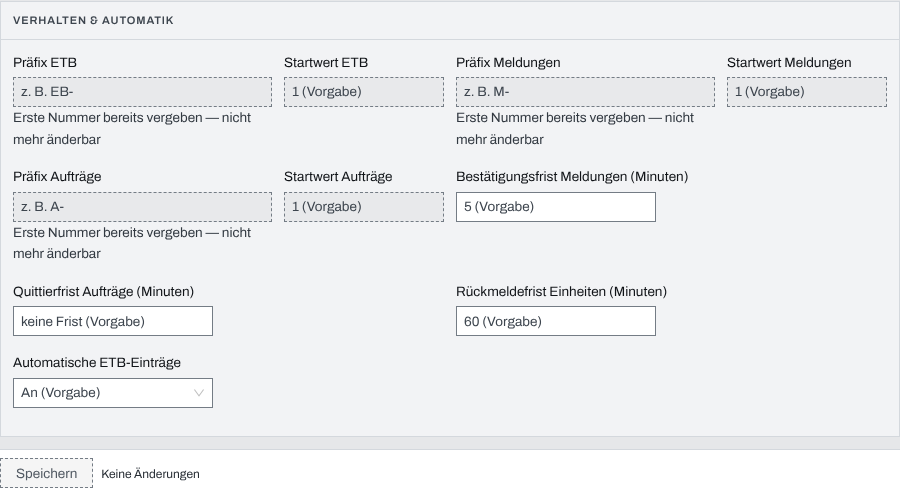 VERHALTEN & AUTOMATIK
Präfix ETB
Startwert ETB
Präfix Meldungen
Startwert Meldungen
z. B. EB-
1 (Vorgabe)
z. B. M-
1 (Vorgabe)
Erste Nummer bereits vergeben — nicht
mehr änderbar
Erste Nummer bereits vergeben — nicht
mehr änderbar
Präfix Aufträge
Startwert Aufträge
Bestätigungsfrist Meldungen (Minuten)
z. B. A-
1 (Vorgabe)
5 (Vorgabe)
Erste Nummer bereits vergeben — nicht
mehr änderbar
Quittierfrist Aufträge (Minuten)
Rückmeldefrist Einheiten (Minuten)
keine Frist (Vorgabe)
60 (Vorgabe)
Automatische ETB-Einträge
An (Vorgabe)
Speichern
Keine Änderungen